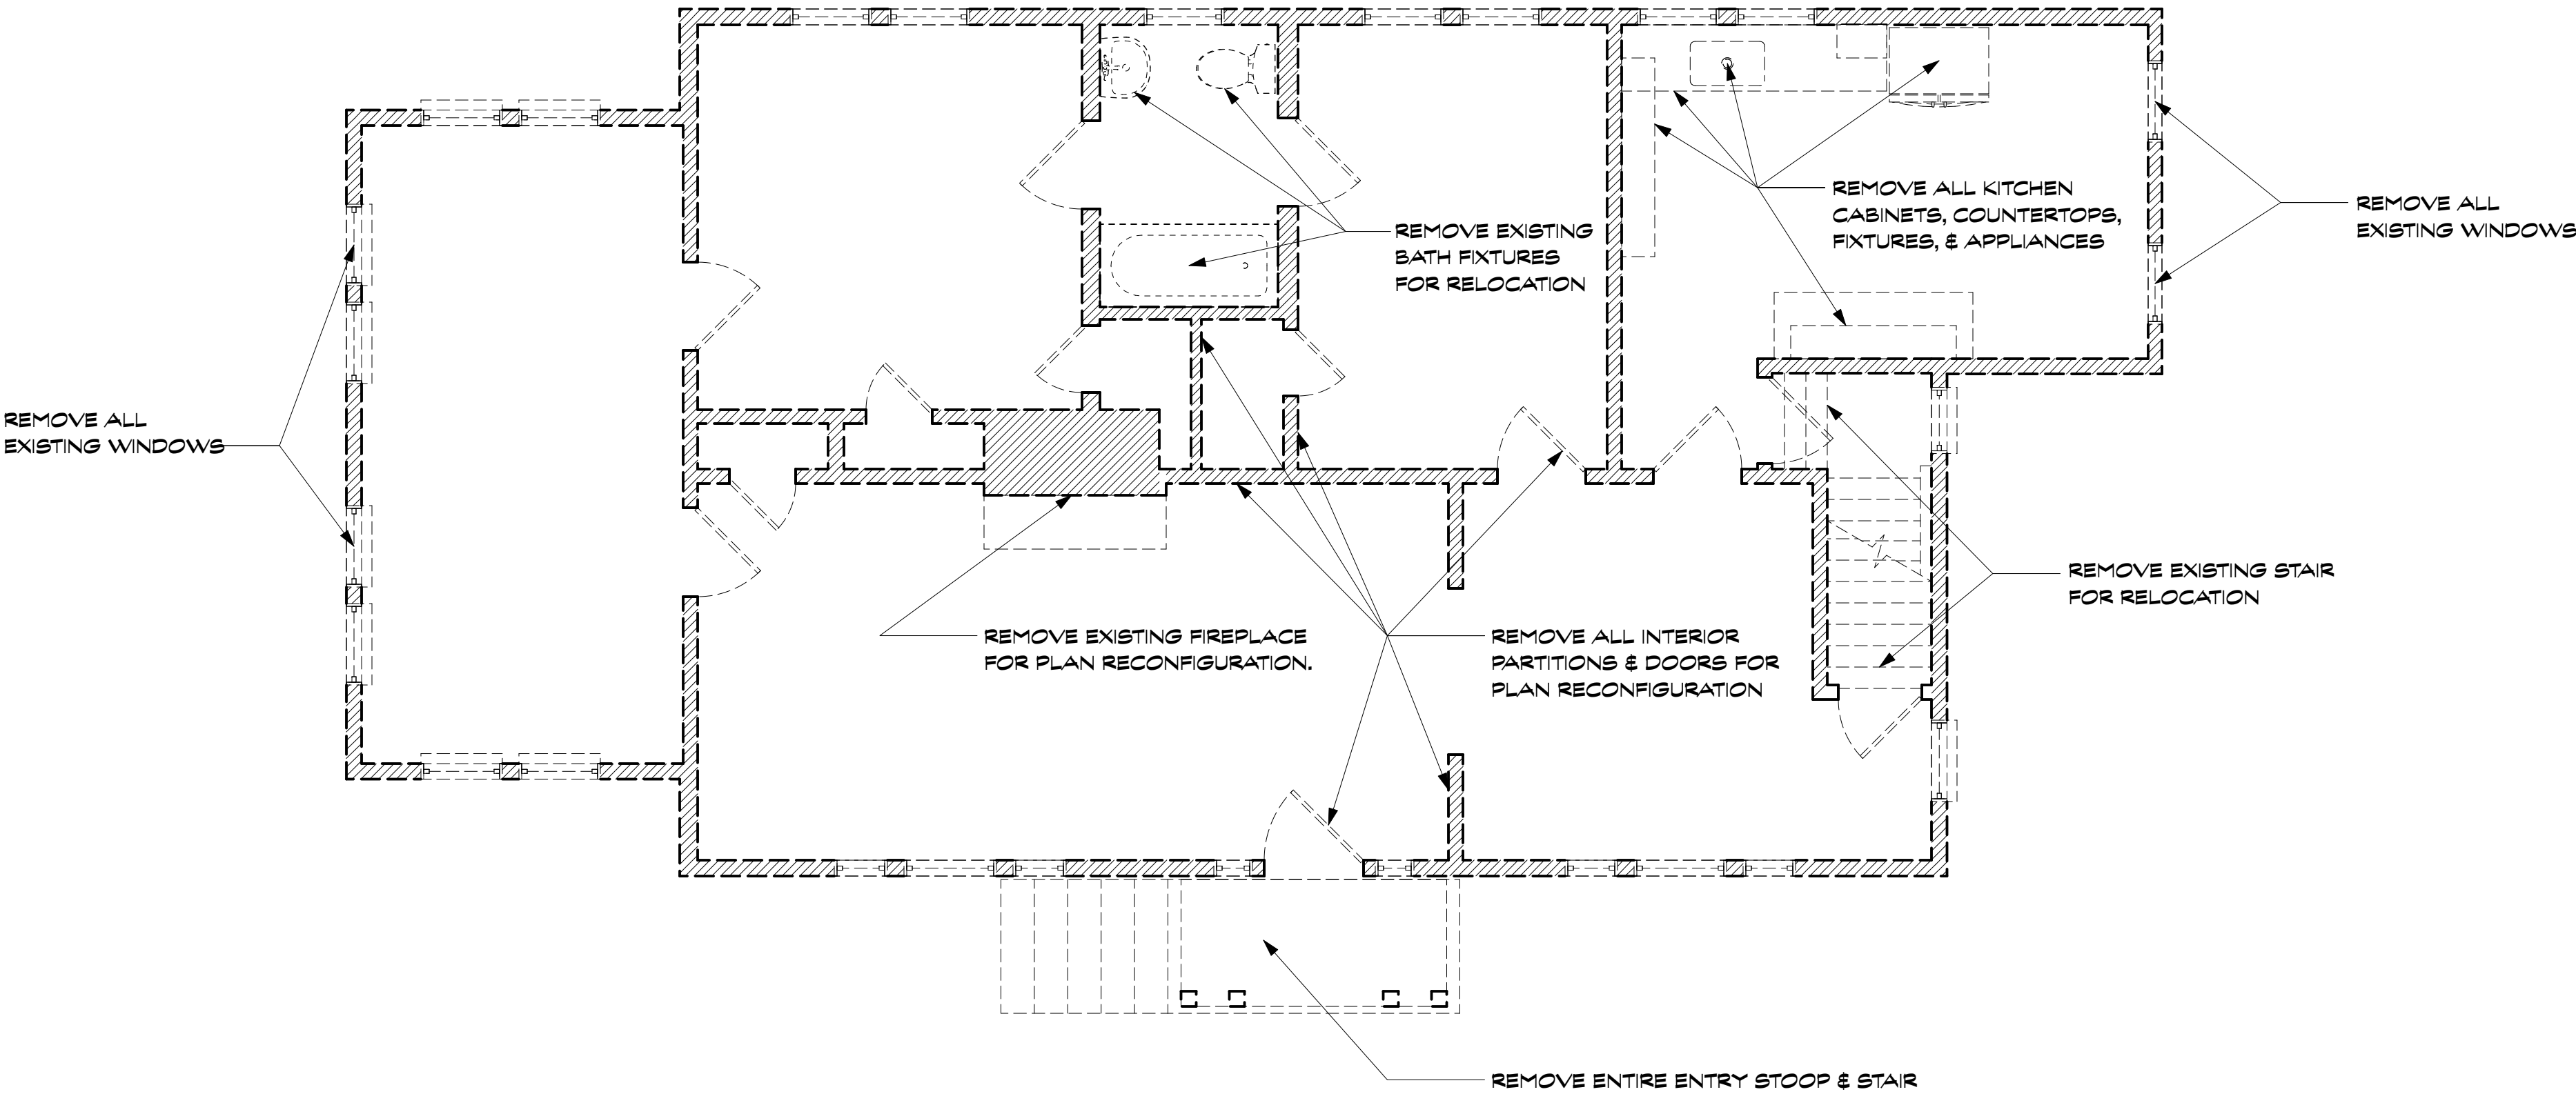 REMOVE ALL KITCHEN
CABINETS, COUNTERTOPS,
FIXTURES, & APPLIANCES
REMOVE ALL
EXISTING WINDOWS
REMOVE EXISTING
BATH FIXTURES
FOR RELOCATION
REMOVE ALL
EXISTING WINDOWS
REMOVE EXISTING STAIR
FOR RELOCATION
REMOVE EXISTING FIREPLACE
FOR PLAN RECONFIGURATION.
REMOVE ALL INTERIOR
PARTITIONS & DOORS FOR
PLAN RECONFIGURATION
REMOVE ENTIRE ENTRY STOOP & STAIR